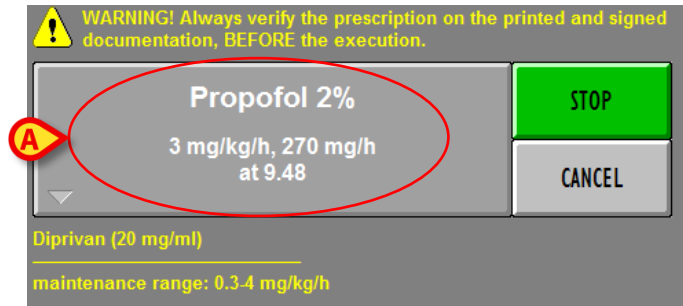 WARNING! Always verify the prescription on the printed and signed
documentation, BEFORE the execution.
Propofol 2%
3 mg/kg/h, 270 mg/h
at 9.48
STOP
CANCEL
A
Diprivan (20 mg/ml)
maintenance range: 0.3-4 mg/kg/h